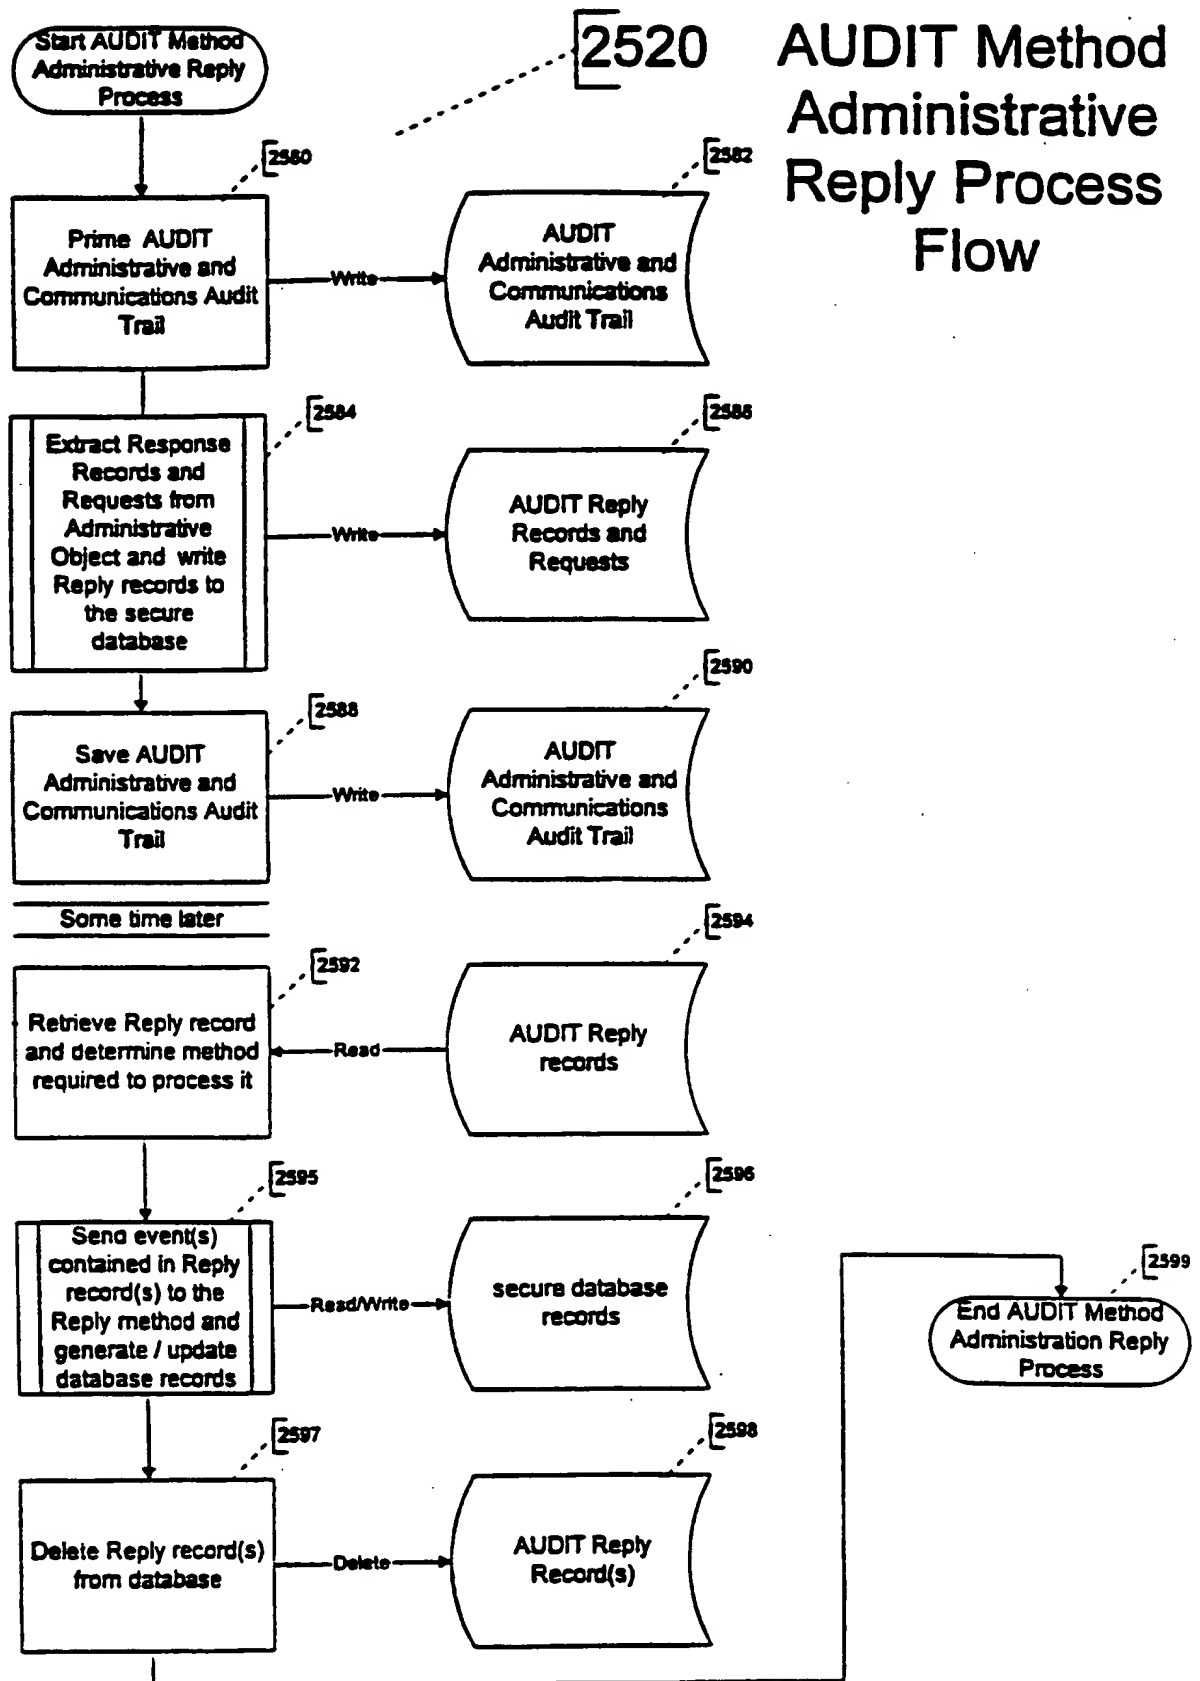 2520
AUDIT Method
Administrative
Reply Process
Flow
Start AUDIT Method
Administrative Reply
Process
2580
Prime AUDIT
Administrative and
Communications Audit
Trail
Write
2582
AUDIT
Administrative and
Communications
Audit Trail
2584
Extract Response
Records and
Requests from
Administrative
Object and write
Reply records to
the secure
database
Write
2586
AUDIT Reply
Records and
Requests
2588
Save AUDIT
Administrative and
Communications Audit
Trail
Write
2590
AUDIT
Administrative and
Communications
Audit Trail
Some time later
2592
Retrieve Reply record
and determine method
required to process it
Read
2594
AUDIT Reply
records
2595
Send event(s)
contained in Reply
record(s) to the
Reply method and
generate / update
database records
Read/Write
2596
secure database
records
2597
Delete Reply record(s)
from database
Delete
2598
AUDIT Reply
Record(s)
2599
End AUDIT Method
Administration Reply
Process